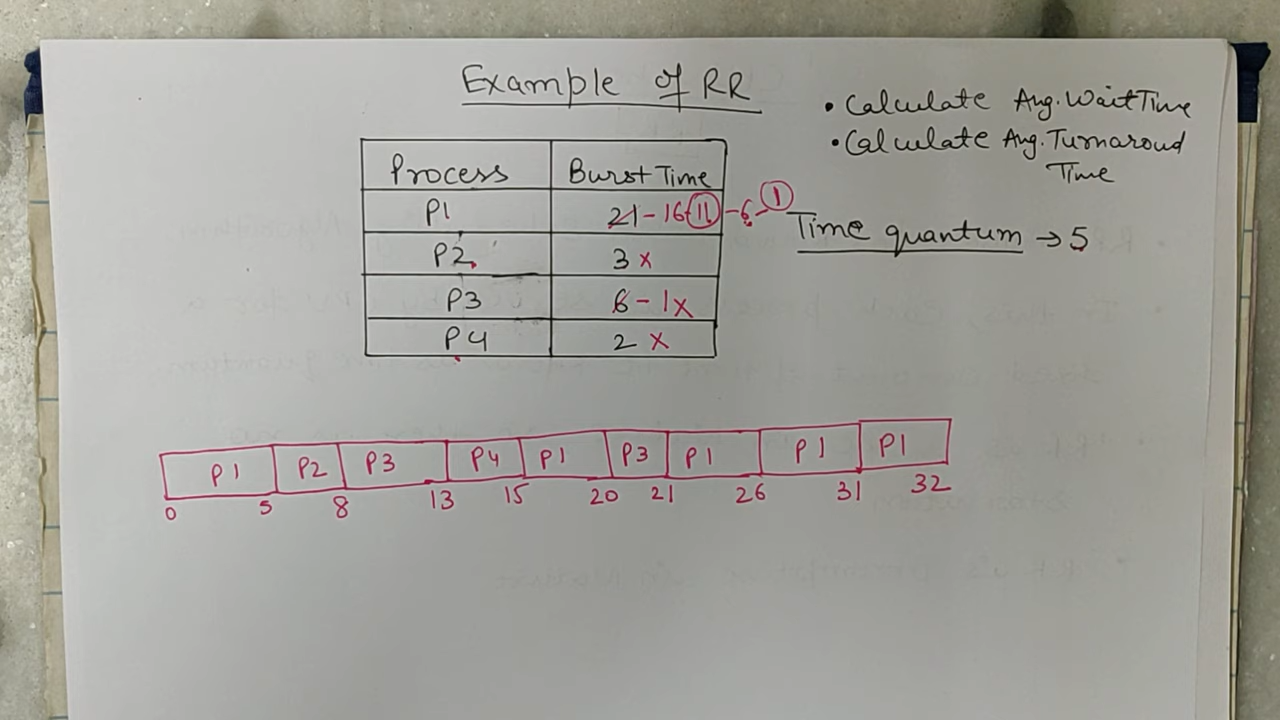 Example of RR
• Calculate Avg. Wait Time
• Calculate Avg. Turnaroud
Time
Process Burst Time
P1 21 - 16 - 11 - 6 - 1
P2 3 x
P3 6 - 1 x
P4 2 x
Time quantum → 5
P1 P2 P3 P4 P1 P3 P1 P1 P1
0 5 8 13 15 20 21 26 31 32